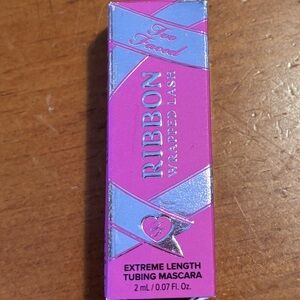 Too Faced
RIBBON
WRAPPED LASH
EXTREME LENGTH
TUBING MASCARA
2 mL / 0.07 FL. Oz.